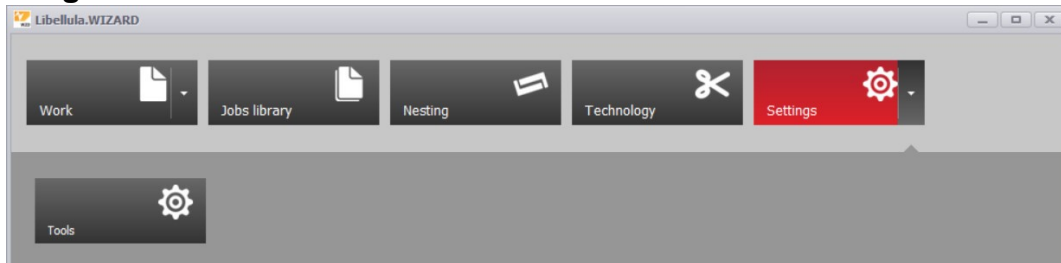 Libellula.WIZARD
Work
Jobs library
Nesting
Technology
Settings
Tools